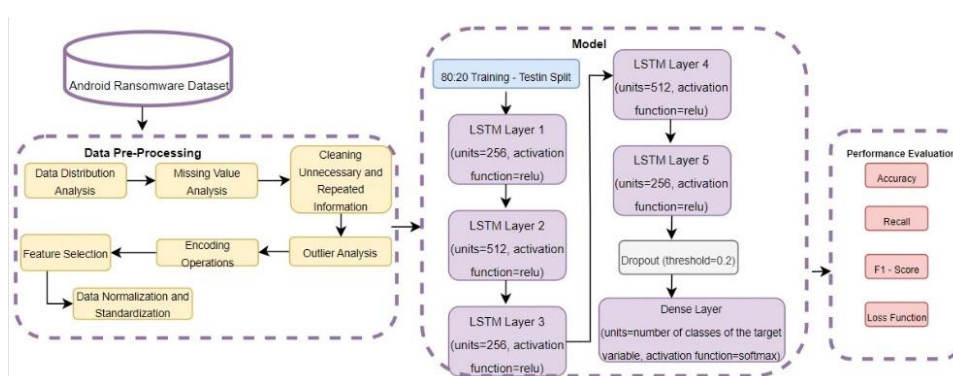 Android Ransomware Dataset
Data Pre-Processing
Data Distribution
Analysis
Missing Value
Analysis
Cleaning
Unnecessary and
Repeated
Information
Outlier Analysis
Encoding
Operations
Feature Selection
Data Normalization and
Standardization
Model
80:20 Training - Testin Split
LSTM Layer 1
(units=256, activation
function=relu)
LSTM Layer 2
(units=512, activation
function=relu)
LSTM Layer 3
(units=256, activation
function=relu)
LSTM Layer 4
(units=512, activation
function=relu)
LSTM Layer 5
(units=256, activation
function=relu)
Dropout (threshold=0.2)
Dense Layer
(units=number of classes of the target
variable, activation function=softmax)
Performance Evaluation
Accuracy
Recall
F1 - Score
Loss Function